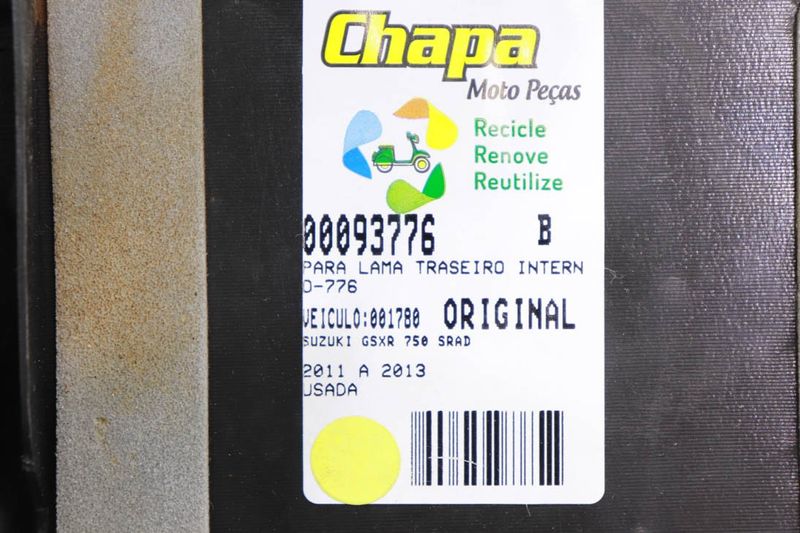 Chapa
Moto Peças
Recicle
Renove
Reutilize
00093776 B
PARA LAMA TRASEIRO INTERN
O-776
VEICULO:001780 ORIGINAL
SUZUKI GSXR 750 SRAD
2011 A 2013
USADA